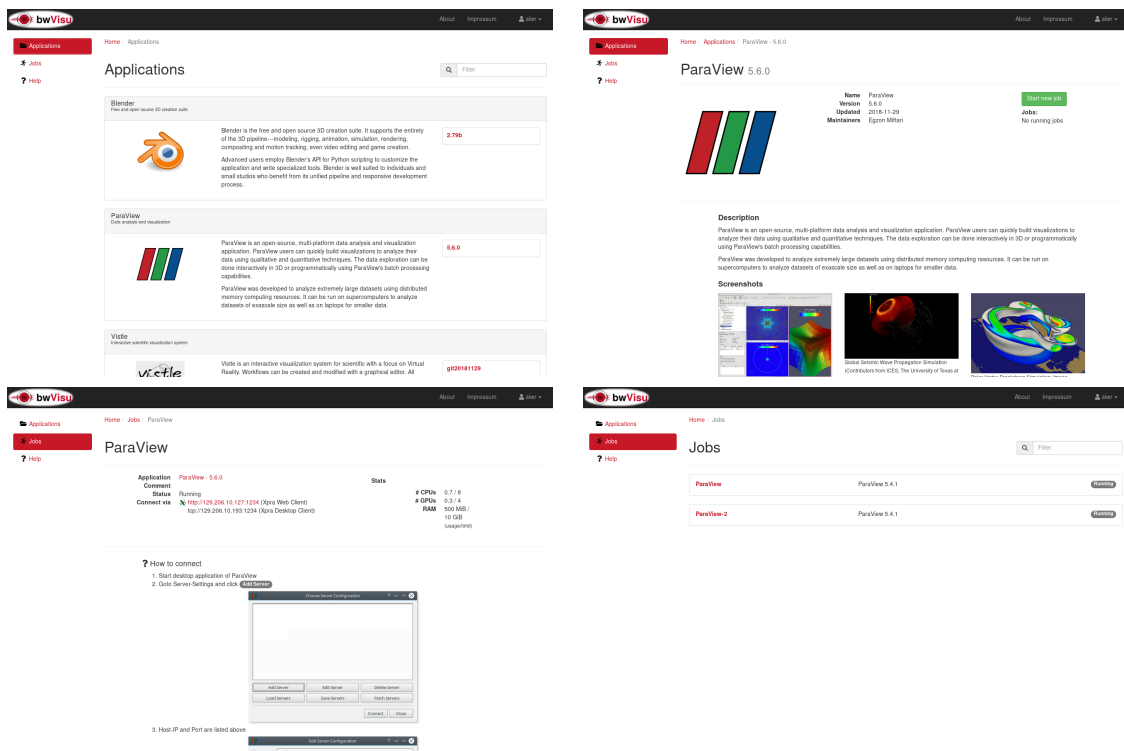 bwVisu
About Impressum alwr
Applications
Jobs
Help
Home / Applications
Applications
Filter
Blender
Free and open source 3D creation suite
Blender is the free and open source 3D creation suite. It supports the entirety
of the 3D pipeline---modeling, rigging, animation, simulation, rendering,
compositing and motion tracking, even video editing and game creation.
Advanced users employ Blender's API for Python scripting to customize the
application and write specialized tools. Blender is well suited to individuals and
small studios who benefit from its unified pipeline and responsive development
process.
2.79b
ParaView
Data analysis and visualization
ParaView is an open-source, multi-platform data analysis and visualization
application. ParaView users can quickly build visualizations to analyze their
data using qualitative and quantitative techniques. The data exploration can be
done interactively in 3D or programmatically using ParaView's batch processing
capabilities.
ParaView was developed to analyze extremely large datasets using distributed
memory computing resources. It can be run on supercomputers to analyze
datasets of exascale size as well as on laptops for smaller data.
5.6.0
Vistle
Interactive scientific visualization system
vistle
Vistle is an interactive visualization system for scientific with a focus on Virtual
Reality. Workflows can be created and modified with a graphical editor. All
git20181129
bwVisu
About Impressum alwr
Applications
Jobs
Help
Home / Applications / ParaView - 5.6.0
ParaView 5.6.0
Name ParaView
Version 5.6.0
Updated 2018-11-29
Maintainers Egzon Miftari
Start new job
Jobs:
No running jobs
Description
ParaView is an open-source, multi-platform data analysis and visualization application. ParaView users can quickly build visualizations to
analyze their data using qualitative and quantitative techniques. The data exploration can be done interactively in 3D or programmatically
using ParaView's batch processing capabilities.
ParaView was developed to analyze extremely large datasets using distributed memory computing resources. It can be run on
supercomputers to analyze datasets of exascale size as well as on laptops for smaller data.
Screenshots
Global Seismic Wave Propagation Simulation
(Contributors from ICES, The University of Texas at
bwVisu
About Impressum alwr
Applications
Jobs
Help
Home / Jobs / ParaView
ParaView
Application ParaView - 5.6.0
Comment
Status Running
Connect via http://129.206.10.127:1234 (Xpra Web Client)
tcp://129.206.10.193:1234 (Xpra Desktop Client)
Stats
# CPUs 0.7 / 8
# GPUs 0.3 / 4
RAM 500 MiB /
10 GiB
(usage/limit)
How to connect
1. Start desktop application of ParaView
2. Goto Server-Settings and click Add Server
Choose Server Configuration
Add Server Edit Server Delete Server
Load Servers Save Servers Fetch Servers
Connect Close
3. Host-IP and Port are listed above
Edit Server Configuration
bwVisu
About Impressum alwr
Applications
Jobs
Help
Home / Jobs
Jobs
Filter
ParaView ParaView 5.4.1 Running
ParaView-2 ParaView 5.4.1 Running